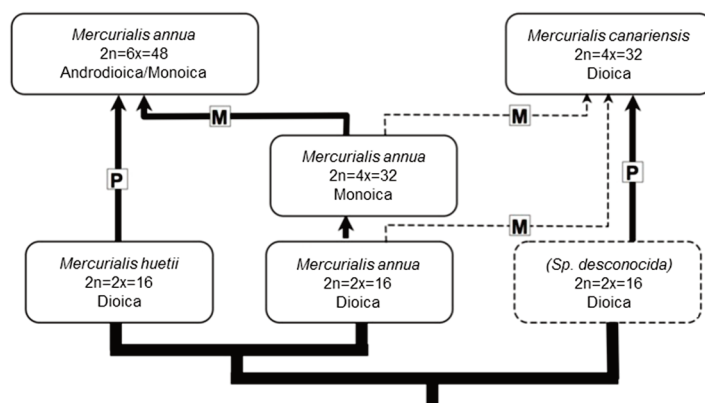 Mercurialis annua
2n=6x=48
Androdioica/Monoica
Mercurialis canariensis
2n=4x=32
Dioica
M
M
Mercurialis annua
2n=4x=32
Monoica
P
P
M
Mercurialis huetii
2n=2x=16
Dioica
Mercurialis annua
2n=2x=16
Dioica
(Sp. desconocida)
2n=2x=16
Dioica